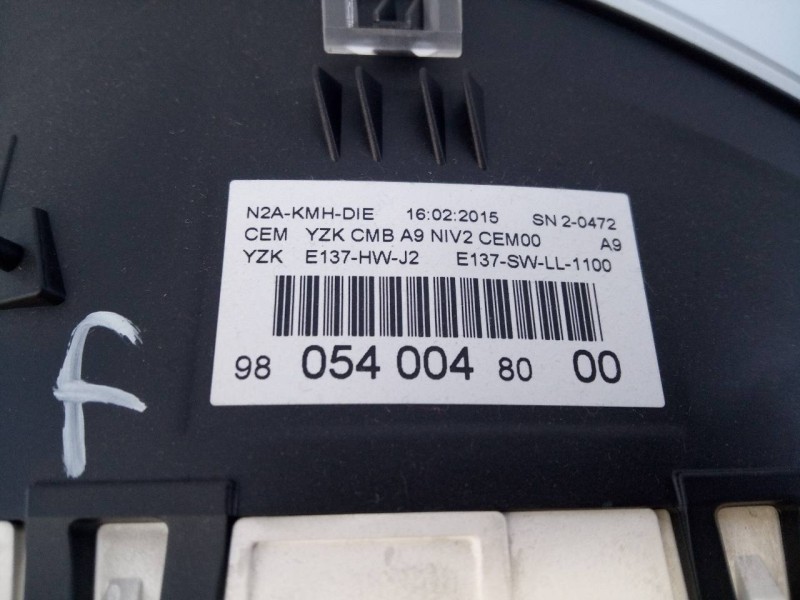 N2A-KMH-DIE 16:02:2015 SN 2-0472
CEM YZK CMB A9 NIV2 CEM00 A9
YZK E137-HW-J2 E137-SW-LL-1100
98 054 004 80 00
F